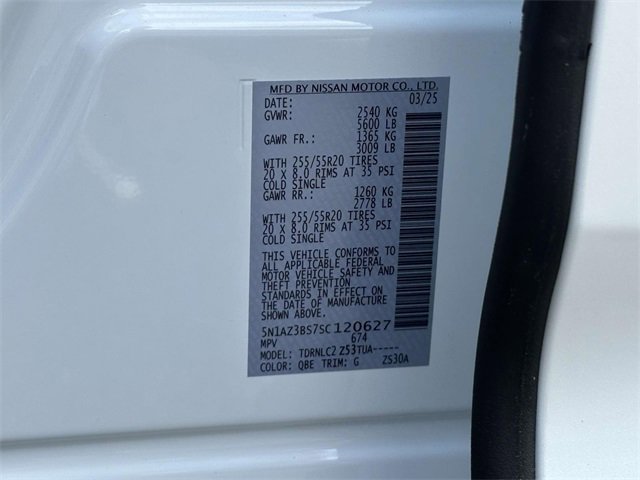 MFD BY NISSAN MOTOR CO., LTD.
DATE: 03/25
GVWR: 2540 KG
5600 LB
GAWR FR.: 1365 KG
3009 LB
WITH 255/55R20 TIRES
20 x 8.0 RIMS AT 35 PSI
COLD SINGLE
GAWR RR.: 1260 KG
2778 LB
WITH 255/55R20 TIRES
20 x 8.0 RIMS AT 35 PSI
COLD SINGLE
THIS VEHICLE CONFORMS TO
ALL APPLICABLE FEDERAL
MOTOR VEHICLE SAFETY AND
THEFT PREVENTION
STANDARDS IN EFFECT ON
THE DATE OF MANUFACTURE
SHOWN ABOVE.
5N1AZ3BS7SC120627
MPV 674
MODEL: TDRNLC2 Z53TUA-----
COLOR: QBE TRIM: G ZS30A